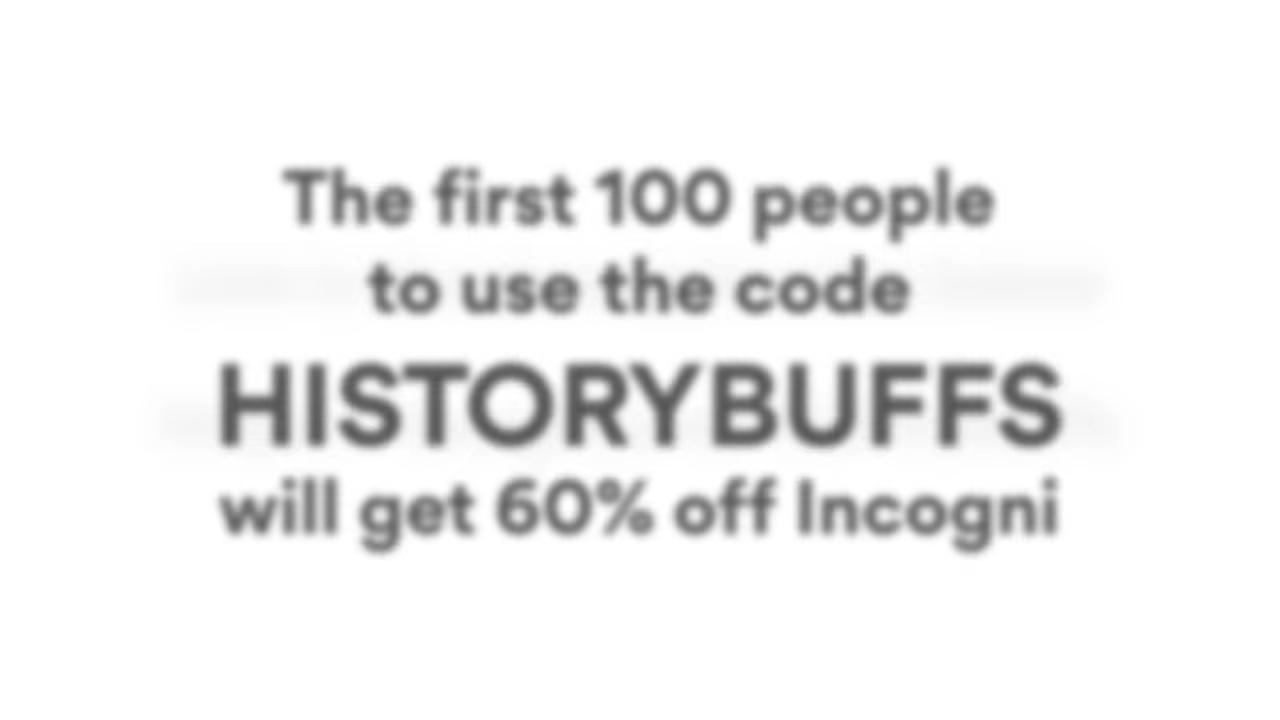 The first 100 people
to use the code
HISTORYBUFFS
will get 60% off Incogni